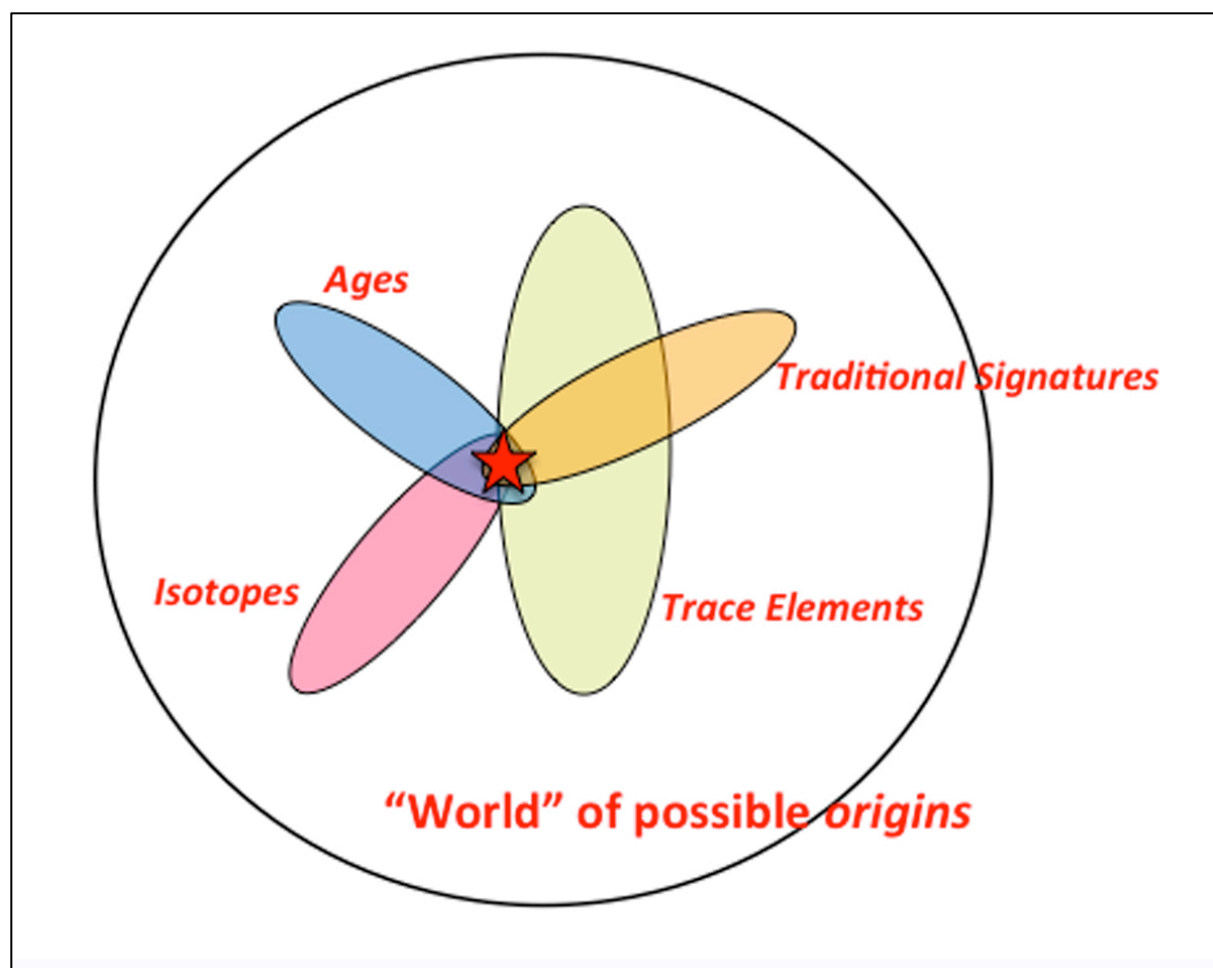 Ages
Traditional Signatures
Isotopes
Trace Elements
“World” of possible origins